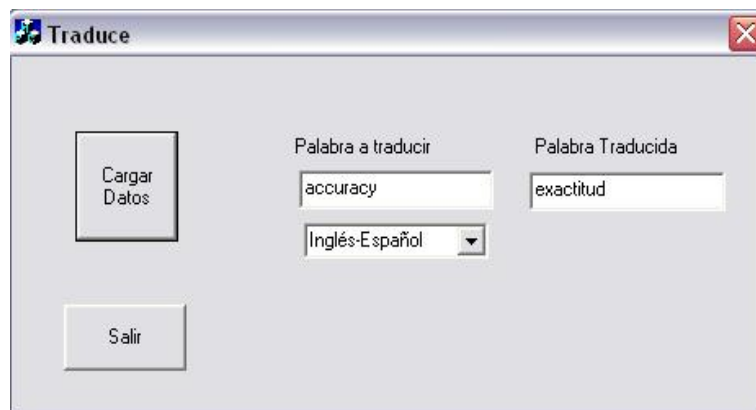 Traduce
Palabra a traducir
Palabra Traducida
Cargar
Datos
accuracy
exactitud
Inglés-Español
Salir